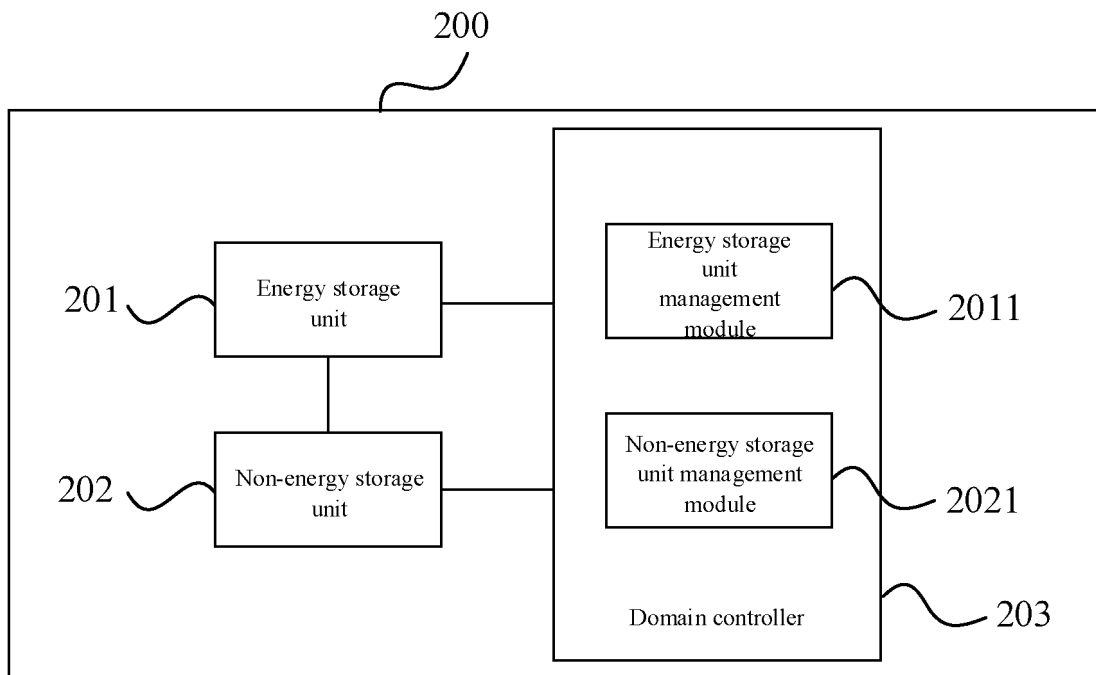 200
Energy storage
unit
management
module
Energy storage
unit
201
2011
Non-energy storage
unit management
module
Non-energy storage
unit
202
2021
Domain controller
203